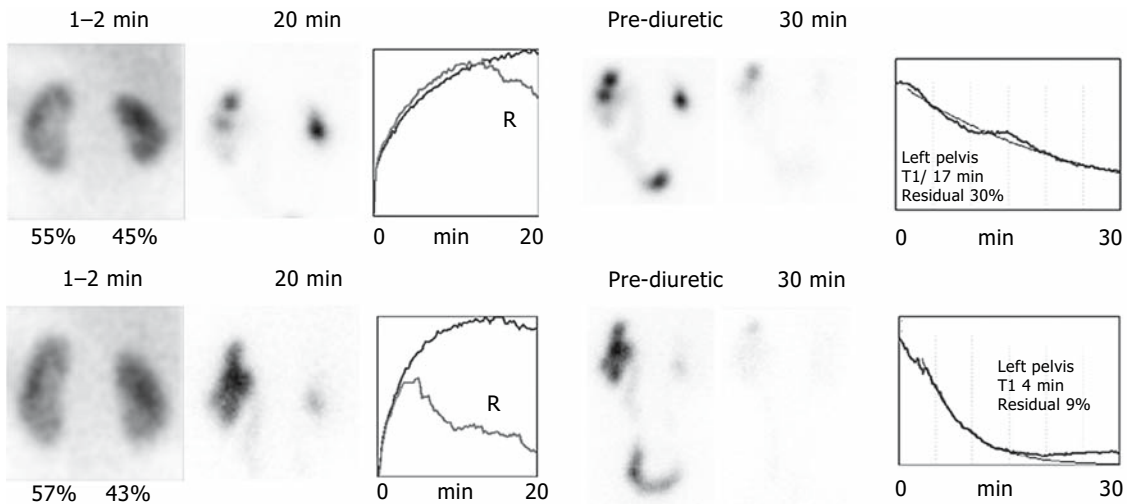 1–2 min
20 min
Pre-diuretic
30 min
R
Left pelvis
T1/ 17 min
Residual 30%
55%
45%
0
min
20
0
min
30
1–2 min
20 min
Pre-diuretic
30 min
R
Left pelvis
T1 4 min
Residual 9%
57%
43%
0
min
20
0
min
30